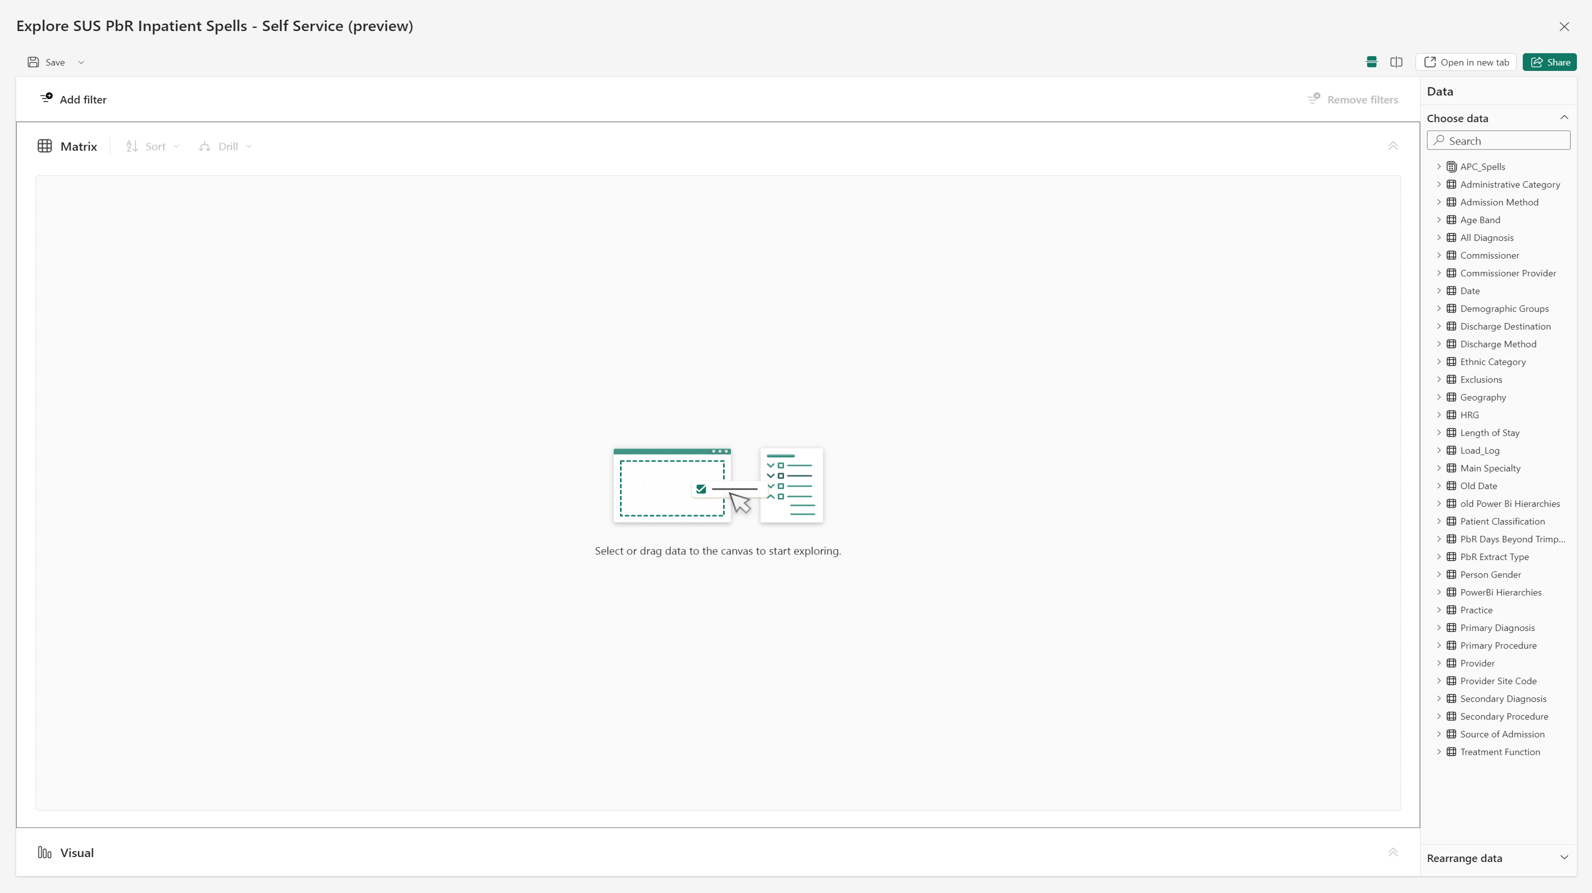 Explore SUS PbR Inpatient Spells - Self Service (preview)
Save
Open in new tab
Share
Add filter
Remove filters
Data
Choose data
Search
Matrix
Sort
Drill
APC_Spells
Administrative Category
Admission Method
Age Band
All Diagnosis
Commissioner
Commissioner Provider
Date
Demographic Groups
Discharge Destination
Discharge Method
Ethnic Category
Exclusions
Geography
HRG
Length of Stay
Load_Log
Main Specialty
Old Date
old Power Bi Hierarchies
Patient Classification
PbR Days Beyond Trimp...
PbR Extract Type
Person Gender
PowerBi Hierarchies
Practice
Primary Diagnosis
Primary Procedure
Provider
Provider Site Code
Secondary Diagnosis
Secondary Procedure
Source of Admission
Treatment Function
Select or drag data to the canvas to start exploring.
Visual
Rearrange data